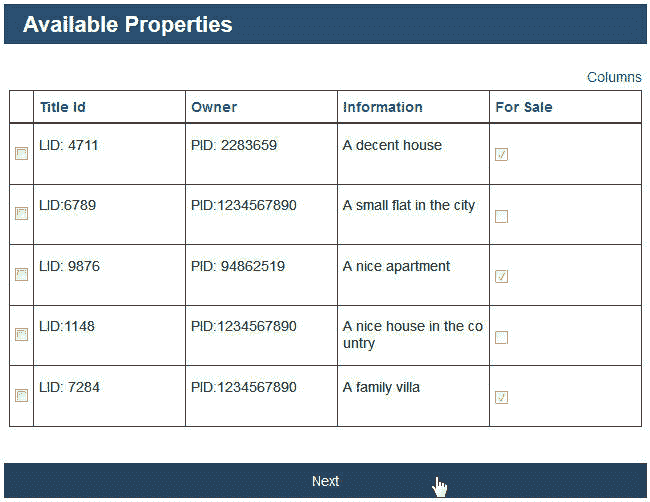 Available Properties
Columns
Title Id Owner Information For Sale
LID: 4711 PID: 2283659 A decent house
LID:6789 PID:1234567890 A small flat in the city
LID: 9876 PID: 94862519 A nice apartment
LID:1148 PID:1234567890 A nice house in the co
untry
LID: 7284 PID:1234567890 A family villa
Next